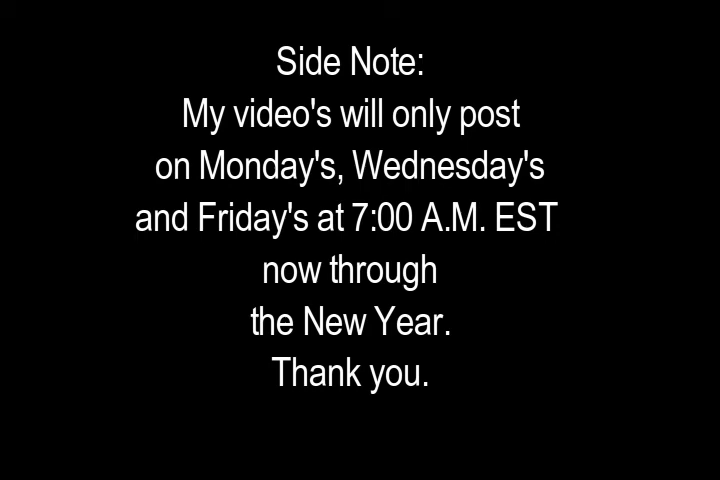 Side Note:
My video's will only post
on Monday's, Wednesday's
and Friday's at 7:00 A.M. EST
now through
the New Year.
Thank you.